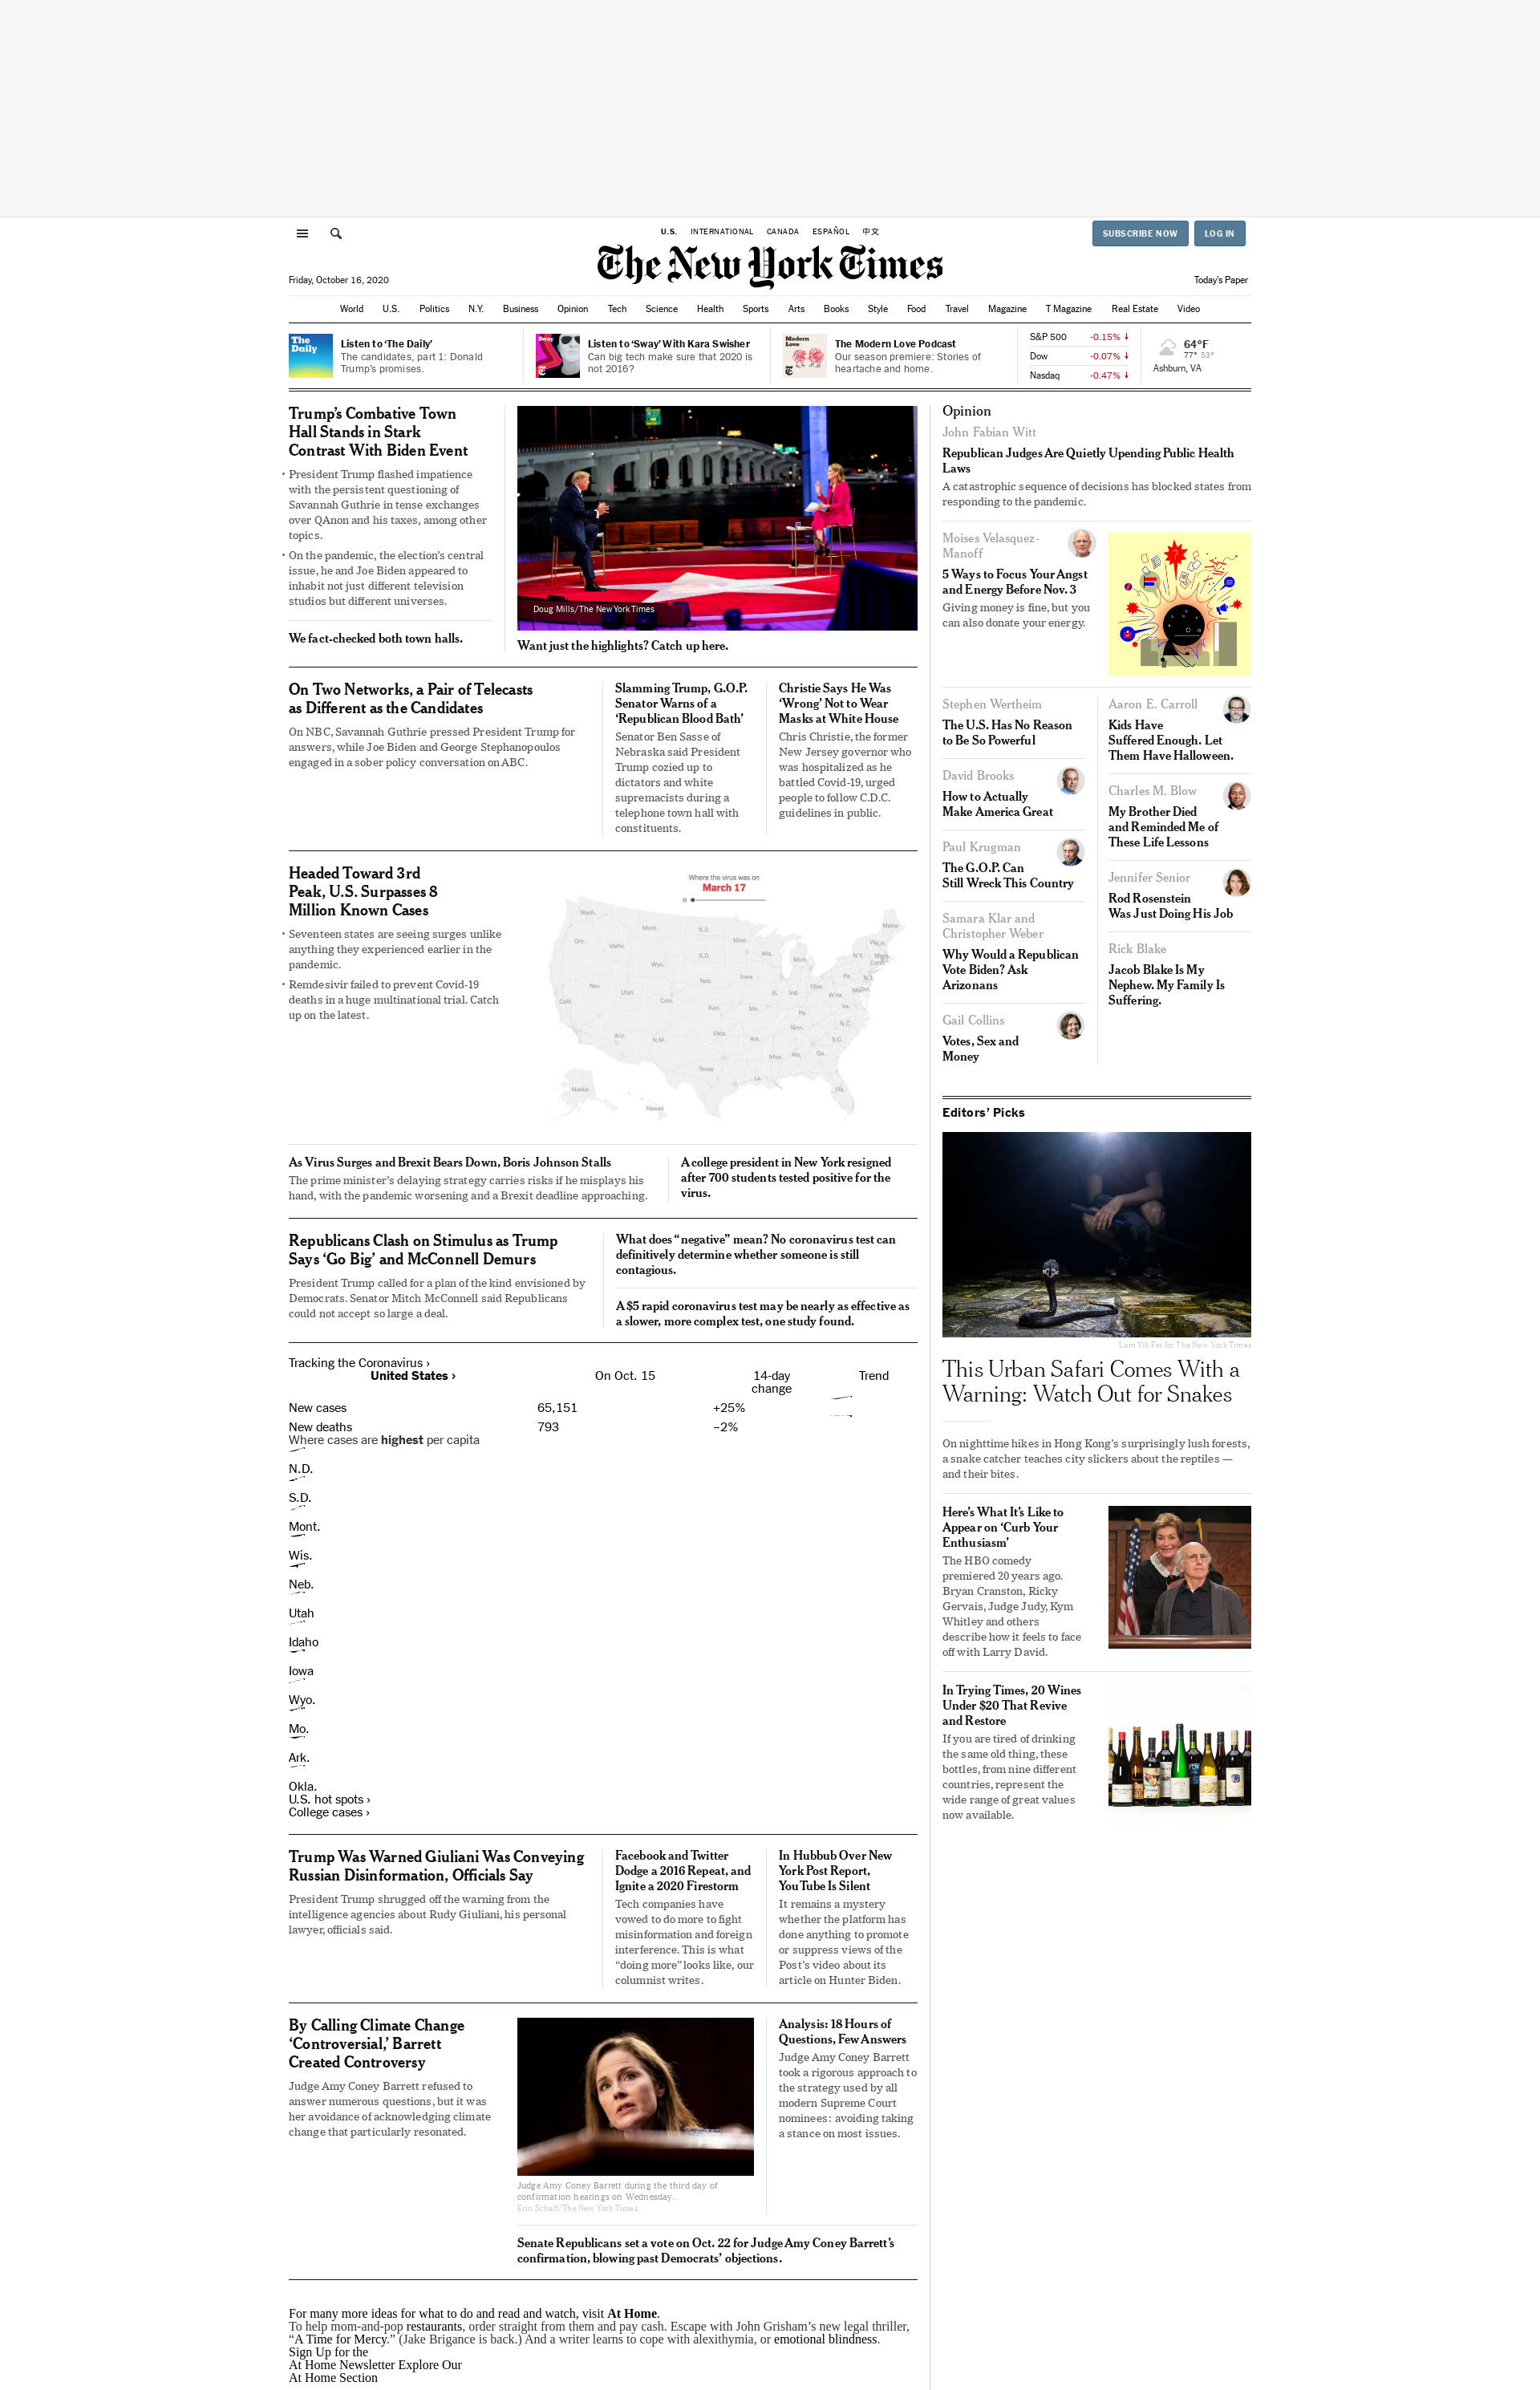 U.S. INTERNATIONAL CANADA ESPAÑOL 中文
SUBSCRIBE NOW
LOG IN
The New York Times
Friday, October 16, 2020
Today's Paper
World U.S. Politics N.Y. Business Opinion Tech Science Health Sports Arts Books Style Food Travel Magazine T Magazine Real Estate Video
The
Daily
Listen to ‘The Daily’
The candidates, part 1: Donald
Trump's promises.
Sway
Listen to ‘Sway’ With Kara Swisher
Can big tech make sure that 2020 is
not 2016?
Modern
Love
The Modern Love Podcast
Our season premiere: Stories of
heartache and home.
S&P 500 -0.15% ↓
Dow -0.07% ↓
Nasdaq -0.47% ↓
64°F
77° 53°
Ashburn, VA
Trump’s Combative Town
Hall Stands in Stark
Contrast With Biden Event
• President Trump flashed impatience
with the persistent questioning of
Savannah Guthrie in tense exchanges
over QAnon and his taxes, among other
topics.
• On the pandemic, the election’s central
issue, he and Joe Biden appeared to
inhabit not just different television
studios but different universes.
We fact-checked both town halls.
Doug Mills/The New York Times
Want just the highlights? Catch up here.
On Two Networks, a Pair of Telecasts
as Different as the Candidates
On NBC, Savannah Guthrie pressed President Trump for
answers, while Joe Biden and George Stephanopoulos
engaged in a sober policy conversation on ABC.
Slamming Trump, G.O.P.
Senator Warns of a
‘Republican Blood Bath’
Senator Ben Sasse of
Nebraska said President
Trump cozied up to
dictators and white
supremacists during a
telephone town hall with
constituents.
Christie Says He Was
‘Wrong’ Not to Wear
Masks at White House
Chris Christie, the former
New Jersey governor who
was hospitalized as he
battled Covid-19, urged
people to follow C.D.C.
guidelines in public.
Headed Toward 3rd
Peak, U.S. Surpasses 8
Million Known Cases
• Seventeen states are seeing surges unlike
anything they experienced earlier in the
pandemic.
• Remdesivir failed to prevent Covid-19
deaths in a huge multinational trial. Catch
up on the latest.
Where the virus was on
March 17
Wash.
Ore.
Idaho
Mont.
N.D.
Minn.
Wis.
Mich.
Maine
N.Y.
Wyo.
S.D.
Neb.
Iowa
Ill.
Ind.
Ohio
Pa.
Calif.
Nev.
Utah
Colo.
Kan.
Mo.
Ky.
W.Va.
Va.
Ariz.
N.M.
Okla.
Ark.
Tenn.
N.C.
S.C.
Texas
La.
Miss.
Ala.
Ga.
Fla.
Alaska
Hawaii
As Virus Surges and Brexit Bears Down, Boris Johnson Stalls
The prime minister’s delaying strategy carries risks if he misplays his
hand, with the pandemic worsening and a Brexit deadline approaching.
A college president in New York resigned
after 700 students tested positive for the
virus.
Republicans Clash on Stimulus as Trump
Says ‘Go Big’ and McConnell Demurs
President Trump called for a plan of the kind envisioned by
Democrats. Senator Mitch McConnell said Republicans
could not accept so large a deal.
What does “negative” mean? No coronavirus test can
definitively determine whether someone is still
contagious.
A $5 rapid coronavirus test may be nearly as effective as
a slower, more complex test, one study found.
Tracking the Coronavirus ›
United States › On Oct. 15 14-day
change Trend
New cases 65,151 +25%
New deaths 793 −2%
Where cases are highest per capita
N.D.
S.D.
Mont.
Wis.
Neb.
Utah
Idaho
Iowa
Wyo.
Mo.
Ark.
Okla.
U.S. hot spots ›
College cases ›
Trump Was Warned Giuliani Was Conveying
Russian Disinformation, Officials Say
President Trump shrugged off the warning from the
intelligence agencies about Rudy Giuliani, his personal
lawyer, officials said.
Facebook and Twitter
Dodge a 2016 Repeat, and
Ignite a 2020 Firestorm
Tech companies have
vowed to do more to fight
misinformation and foreign
interference. This is what
“doing more” looks like, our
columnist writes.
In Hubbub Over New
York Post Report,
YouTube Is Silent
It remains a mystery
whether the platform has
done anything to promote
or suppress views of the
Post’s video about its
article on Hunter Biden.
By Calling Climate Change
‘Controversial,’ Barrett
Created Controversy
Judge Amy Coney Barrett refused to
answer numerous questions, but it was
her avoidance of acknowledging climate
change that particularly resonated.
Judge Amy Coney Barrett during the third day of
confirmation hearings on Wednesday.
Erin Schaff/The New York Times
Analysis: 18 Hours of
Questions, Few Answers
Judge Amy Coney Barrett
took a rigorous approach to
the strategy used by all
modern Supreme Court
nominees: avoiding taking
a stance on most issues.
Senate Republicans set a vote on Oct. 22 for Judge Amy Coney Barrett’s
confirmation, blowing past Democrats’ objections.
For many more ideas for what to do and read and watch, visit At Home.
To help mom-and-pop restaurants, order straight from them and pay cash. Escape with John Grisham’s new legal thriller,
“A Time for Mercy.” (Jake Brigance is back.) And a writer learns to cope with alexithymia, or emotional blindness.
Sign Up for the
At Home Newsletter Explore Our
At Home Section
Opinion
John Fabian Witt
Republican Judges Are Quietly Upending Public Health
Laws
A catastrophic sequence of decisions has blocked states from
responding to the pandemic.
Moises Velasquez-
Manoff
5 Ways to Focus Your Angst
and Energy Before Nov. 3
Giving money is fine, but you
can also donate your energy.
Stephen Wertheim
The U.S. Has No Reason
to Be So Powerful
David Brooks
How to Actually
Make America Great
Paul Krugman
The G.O.P. Can
Still Wreck This Country
Samara Klar and
Christopher Weber
Why Would a Republican
Vote Biden? Ask
Arizonans
Gail Collins
Votes, Sex and
Money
Aaron E. Carroll
Kids Have
Suffered Enough. Let
Them Have Halloween.
Charles M. Blow
My Brother Died
and Reminded Me of
These Life Lessons
Jennifer Senior
Rod Rosenstein
Was Just Doing His Job
Rick Blake
Jacob Blake Is My
Nephew. My Family Is
Suffering.
Editors’ Picks
Lam Yik Fei for The New York Times
This Urban Safari Comes With a
Warning: Watch Out for Snakes
On nighttime hikes in Hong Kong’s surprisingly lush forests,
a snake catcher teaches city slickers about the reptiles —
and their bites.
Here’s What It’s Like to
Appear on ‘Curb Your
Enthusiasm’
The HBO comedy
premiered 20 years ago.
Bryan Cranston, Ricky
Gervais, Judge Judy, Kym
Whitley and others
describe how it feels to face
off with Larry David.
In Trying Times, 20 Wines
Under $20 That Revive
and Restore
If you are tired of drinking
the same old thing, these
bottles, from nine different
countries, represent the
wide range of great values
now available.